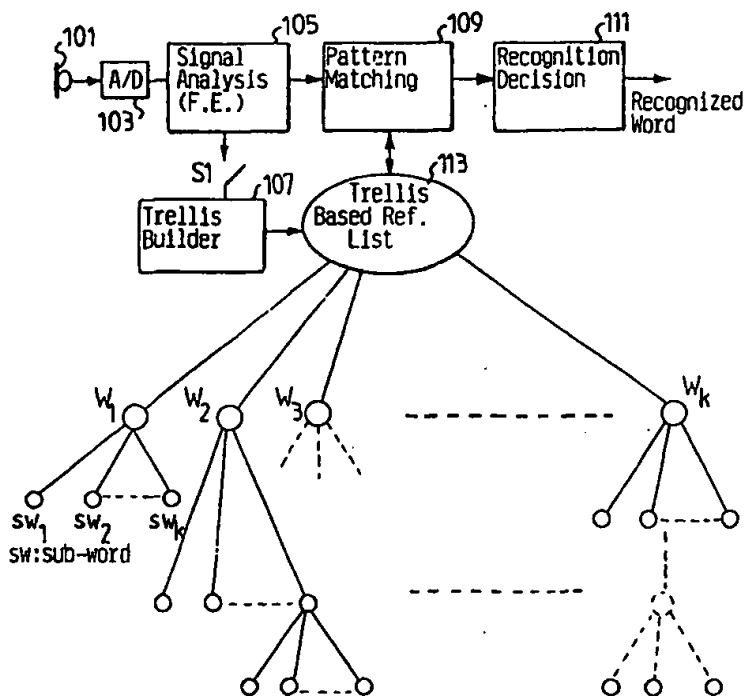 101
A/D
103
105
Signal
Analysis
(F.E.)
109
Pattern
Matching
111
Recognition
Decision
Recognized
Word
S1
107
Trellis
Builder
113
Trellis
Based Ref.
List
W1
W2
W3
Wk
sw1
sw2
swk
sw:sub-word